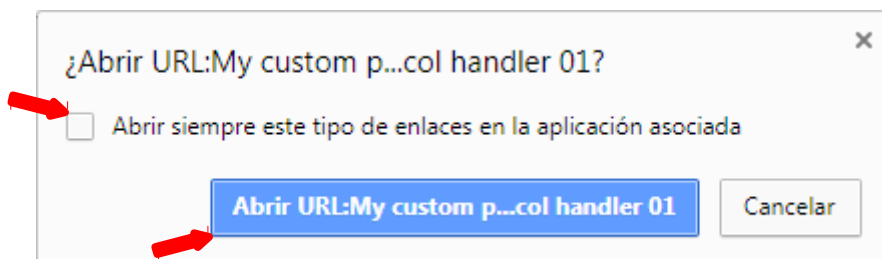 ¿Abrir URL:My custom p...col handler 01?
Abrir siempre este tipo de enlaces en la aplicación asociada
Abrir URL:My custom p...col handler 01
Cancelar